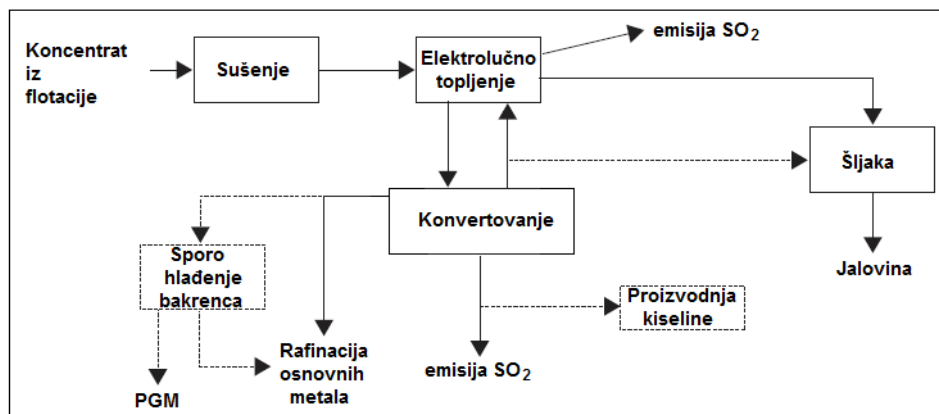 emisija SO₂
Koncentrat
iz
flotacije
Sušenje
Elektrolučno
topljenje
Šljaka
Konvertovanje
Sporo
hlađenje
bakrenca
Jalovina
Proizvodnja
kiseline
Rafinacija
osnovnih
metala
emisija SO₂
PGM